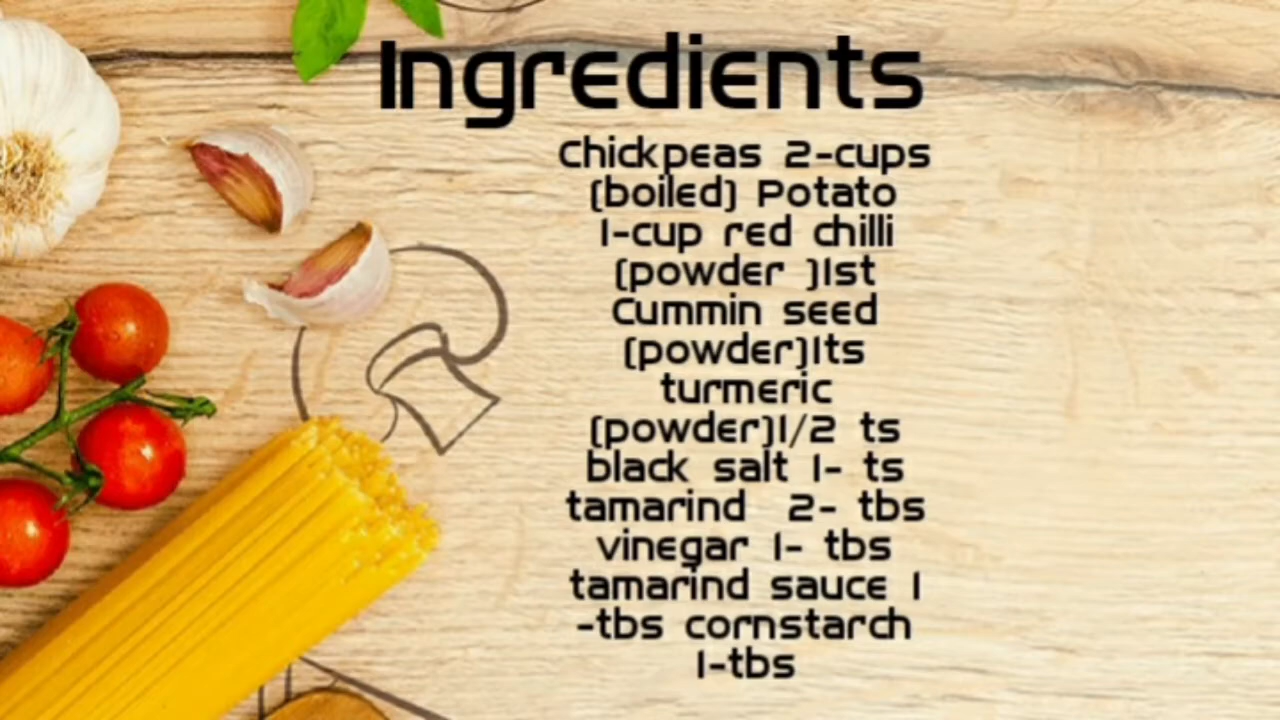 Ingredients
Chickpeas 2-cups
(boiled) Potato
1-cup red chilli
(powder )1st
Cummin seed
(powder)1ts
turmeric
(powder)1/2 ts
black salt 1- ts
tamarind 2- tbs
vinegar 1- tbs
tamarind sauce 1
-tbs cornstarch
1-tbs